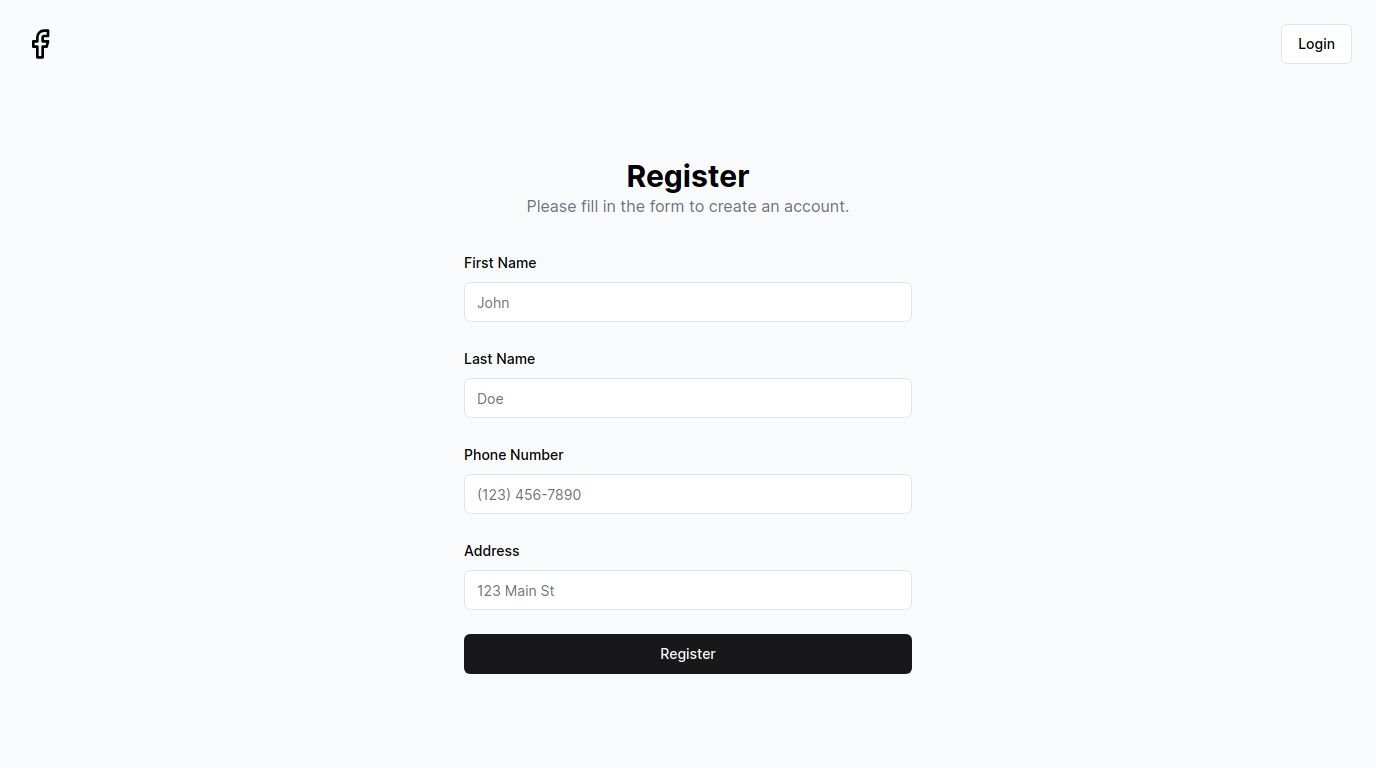 Login
Register
Please fill in the form to create an account.
First Name
John
Last Name
Doe
Phone Number
(123) 456-7890
Address
123 Main St
Register